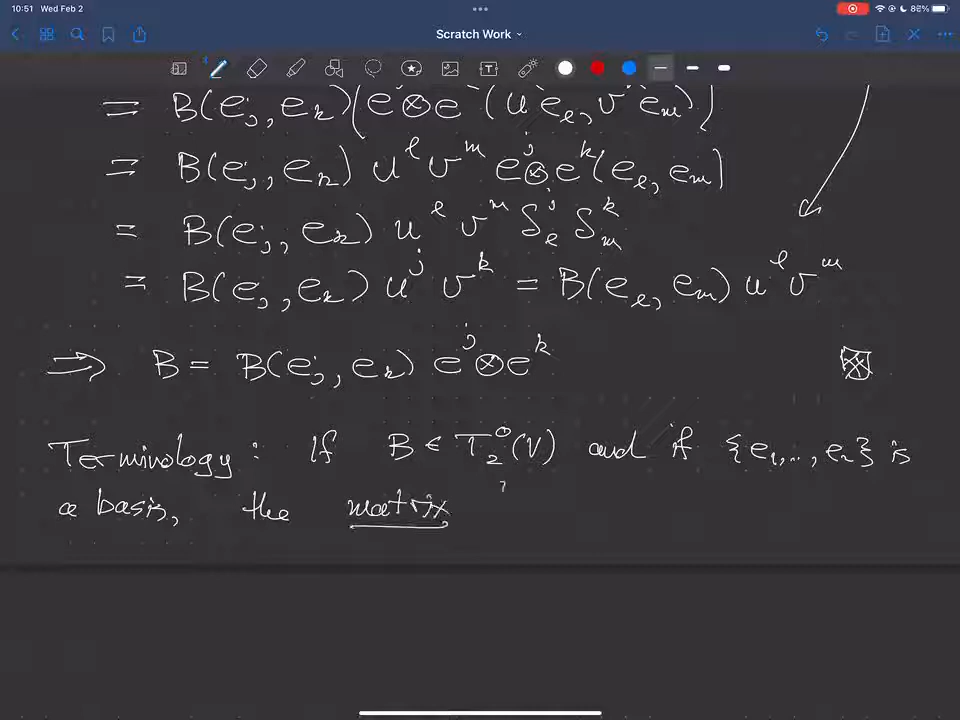 10:51 Wed Feb 2
86%
Scratch Work
= B(e_j, e_k)(e^j⊗e (u e_l, v e_m))
= B(e_j, e_k) u^l v^m e^j⊗e^k(e_l, e_m)
= B(e_j, e_k) u^l v^m δ^j_l δ^k_m
= B(e_j, e_k) u^j v^k = B(e_l, e_m) u^l v^m
⇒ B = B(e_j, e_k) e^j⊗e^k
Terminology: If B ∈ T^0_2(V) and if {e_1,..., e_n} is
a basis, the matrix